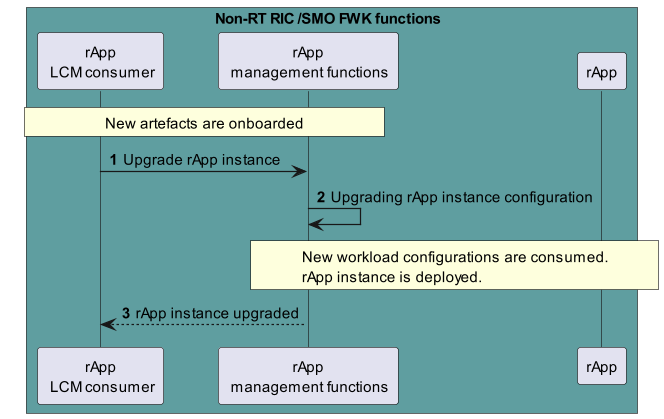 Non-RT RIC /SMO FWK functions
rApp
LCM consumer
rApp
management functions
rApp
New artefacts are onboarded
1 Upgrade rApp instance
2 Upgrading rApp instance configuration
New workload configurations are consumed.
rApp instance is deployed.
3 rApp instance upgraded
rApp
LCM consumer
rApp
management functions
rApp